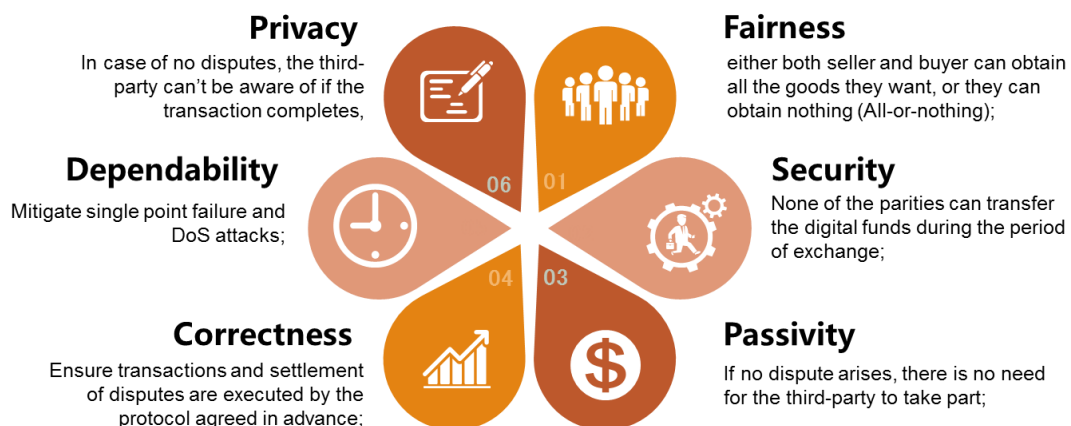 Privacy
In case of no disputes, the third-
party can't be aware of if the
transaction completes,
06
01
Fairness
either both seller and buyer can obtain
all the goods they want, or they can
obtain nothing (All-or-nothing);
Dependability
Mitigate single point failure and
DoS attacks;
Security
None of the parities can transfer
the digital funds during the period
of exchange;
04
03
Correctness
Ensure transactions and settlement
of disputes are executed by the
protocol agreed in advance;
$
Passivity
If no dispute arises, there is no need
for the third-party to take part;